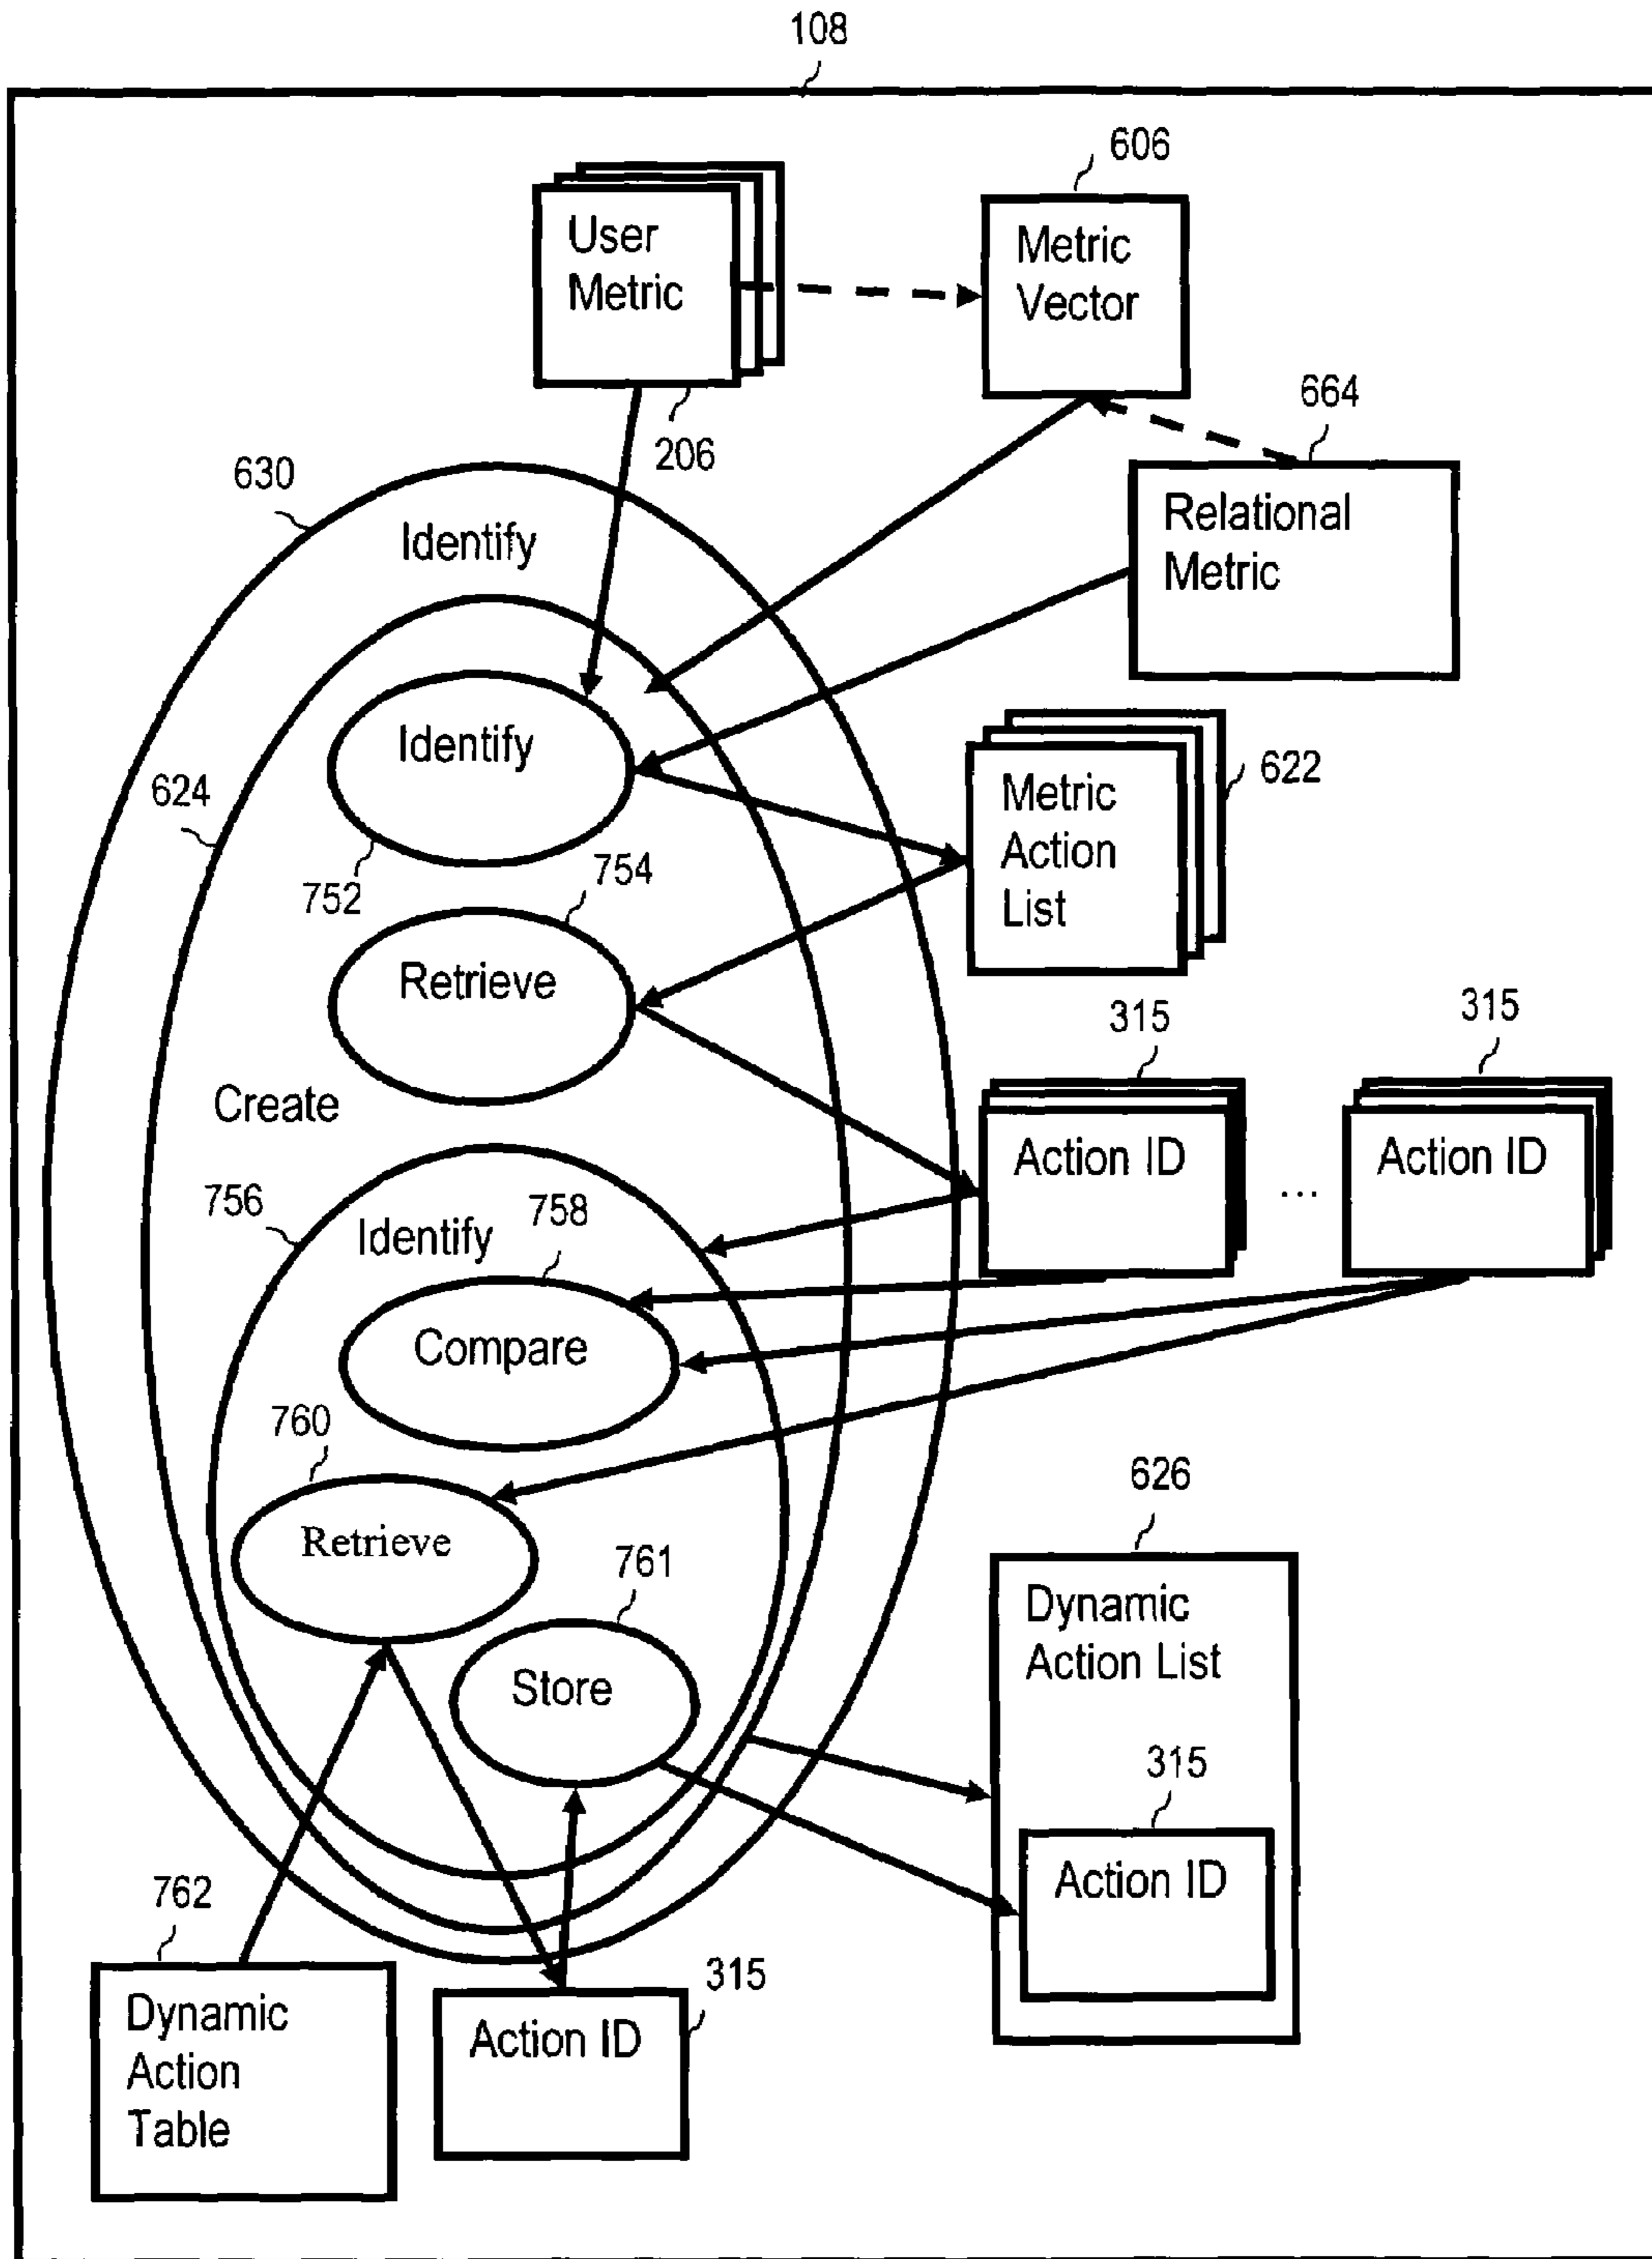 108
606
User
Metric
Metric
Vector
664
206
630
Identify
Relational
Metric
Identify
624
622
Metric
Action
List
752
754
Retrieve
315
315
Create
Action ID
...
Action ID
756
758
Identify
Compare
760
626
Retrieve
761
Dynamic
Action List
Store
315
Action ID
762
315
Dynamic
Action
Table
Action ID